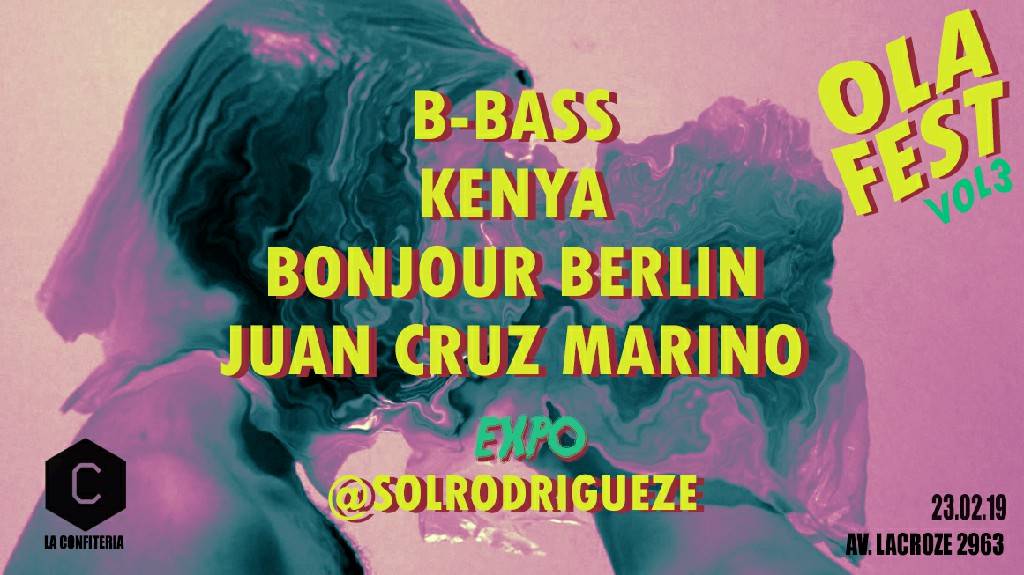 OLA
FEST
VOL3
B-BASS
KENYA
BONJOUR BERLIN
JUAN CRUZ MARINO
EXPO
@SOLRODRIGUEZE
C
LA CONFITERIA
23.02.19
AV. LACROZE 2963